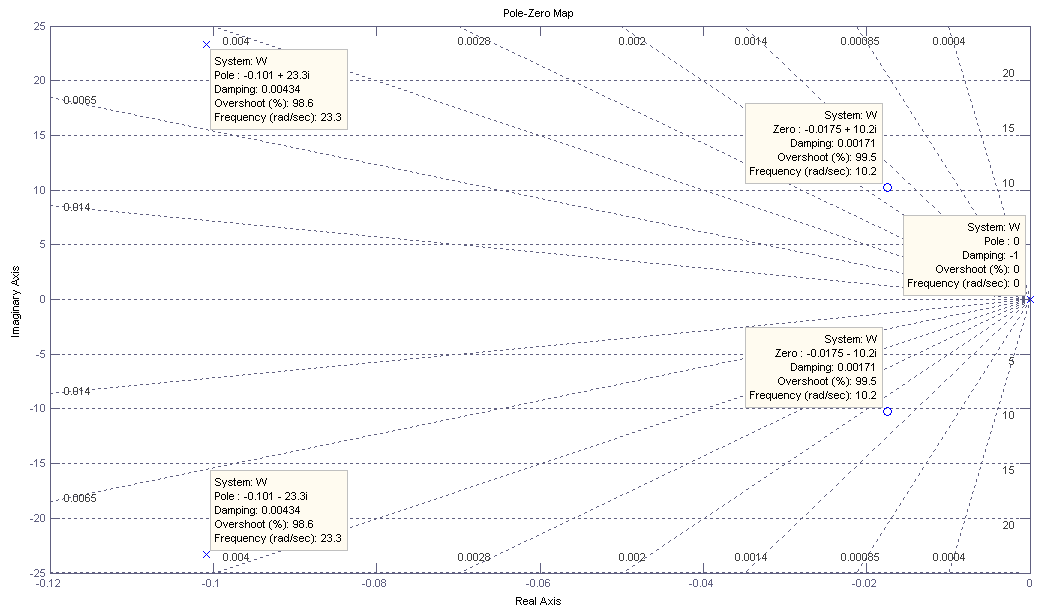 Pole-Zero Map
25
0.004
0.0028
0.002
0.0014
0.00085
0.0004
System: W
Pole : -0.101 + 23.3i
Damping: 0.00434
Overshoot (%): 98.6
Frequency (rad/sec): 23.3
20
20
0.0065
System: W
Zero : -0.0175 + 10.2i
Damping: 0.00171
Overshoot (%): 99.5
Frequency (rad/sec): 10.2
15
15
10
10
0.014
System: W
Pole : 0
Damping: -1
Overshoot (%): 0
Frequency (rad/sec): 0
5
Imaginary Axis
0
System: W
Zero : -0.0175 - 10.2i
Damping: 0.00171
Overshoot (%): 99.5
Frequency (rad/sec): 10.2
-5
5
0.014
-10
10
-15
15
System: W
Pole : -0.101 - 23.3i
Damping: 0.00434
Overshoot (%): 98.6
Frequency (rad/sec): 23.3
0.0065
-20
20
0.004
0.0028
0.002
0.0014
0.00085
0.0004
-25
-0.12
-0.1
-0.08
-0.06
-0.04
-0.02
0
Real Axis